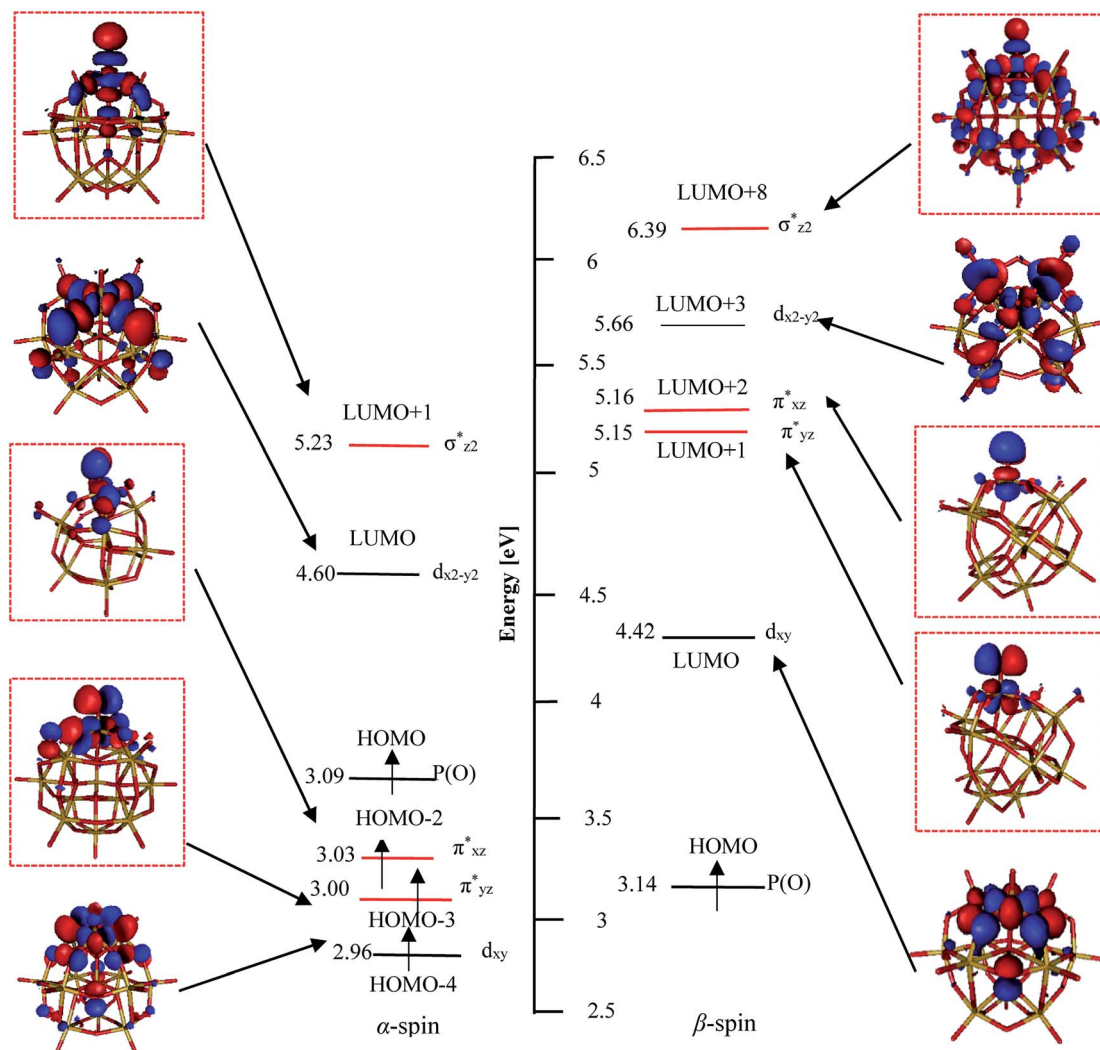 LUMO+1
5.23 σ*z2
LUMO
4.60 dx2-y2
HOMO
3.09 P(O)
HOMO-2
3.03 π*xz
3.00 π*yz
HOMO-3
2.96 dxy
HOMO-4
α-spin
Energy [eV]
6.5
6
5.5
5
4.5
4
3.5
3
2.5
LUMO+8
6.39 σ*z2
LUMO+3
5.66 dx2-y2
LUMO+2
5.16 π*xz
5.15 π*yz
LUMO+1
4.42 dxy
LUMO
HOMO
3.14 P(O)
β-spin